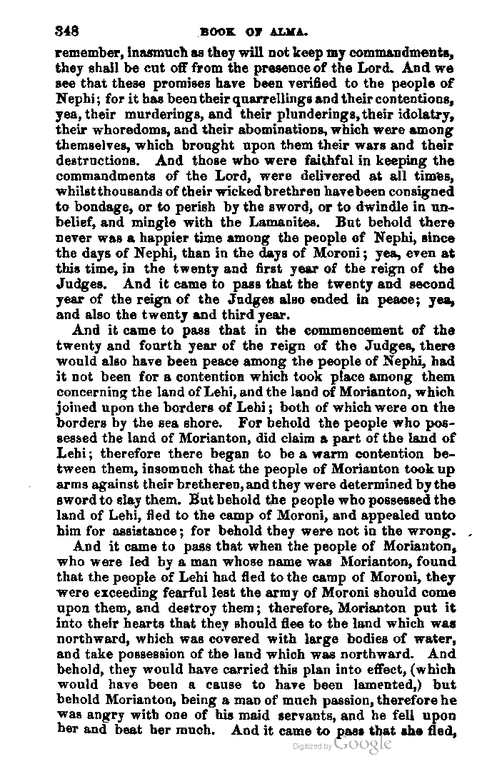 348 BOOK OF ALMA.
remember, inasmuch as they will not keep my commandments,
they shall be cut off from the presence of the Lord. And we
see that these promises have been verified to the people of
Nephi; for it has been their quarrellings and their contentions,
yea, their murderings, and their plunderings, their idolatry,
their whoredoms, and their abominations, which were among
themselves, which brought upon them their wars and their
destructions. And those who were faithful in keeping the
commandments of the Lord, were delivered at all times,
whilst thousands of their wicked brethren have been consigned
to bondage, or to perish by the sword, or to dwindle in un-
belief, and mingle with the Lamanites. But behold there
never was a happier time among the people of Nephi, since
the days of Nephi, than in the days of Moroni; yea, even at
this time, in the twenty and first year of the reign of the
Judges. And it came to pass that the twenty and second
year of the reign of the Judges also ended in peace; yea,
and also the twenty and third year.
And it came to pass that in the commencement of the
twenty and fourth year of the reign of the Judges, there
would also have been peace among the people of Nephi, had
it not been for a contention which took place among them
concerning the land of Lehi, and the land of Morianton, which
joined upon the borders of Lehi; both of which were on the
borders by the sea shore. For behold the people who pos-
sessed the land of Morianton, did claim a part of the land of
Lehi; therefore there began to be a warm contention be-
tween them, insomuch that the people of Morianton took up
arms against their bretheren, and they were determined by the
sword to slay them. But behold the people who possessed the
land of Lehi, fled to the camp of Moroni, and appealed unto
him for assistance; for behold they were not in the wrong.
And it came to pass that when the people of Morianton,
who were led by a man whose name was Morianton, found
that the people of Lehi had fled to the camp of Moroni, they
were exceeding fearful lest the army of Moroni should come
upon them, and destroy them; therefore, Morianton put it
into their hearts that they should flee to the land which was
northward, which was covered with large bodies of water,
and take possession of the land which was northward. And
behold, they would have carried this plan into effect, (which
would have been a cause to have been lamented,) but
behold Morianton, being a man of much passion, therefore he
was angry with one of his maid servants, and he fell upon
her and beat her much. And it came to pass that she fled,
Digitized by Google